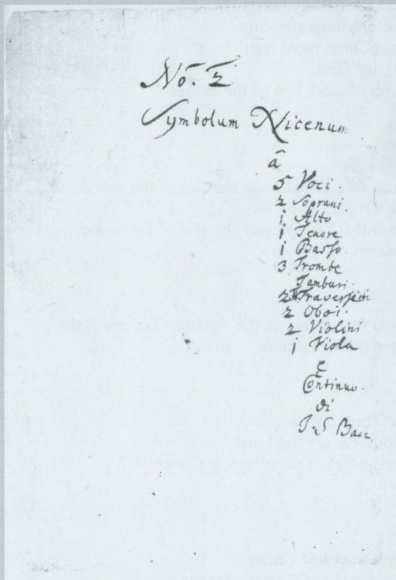 No. 2
Symbolum Nicenum
à
5 Voci.
2 Soprani.
1 Alto
1 Tenore
1 Basso.
3 Trombe
Tamburi.
2 Traversieri
2 Oboi.
2 Violini
1 Viola
e
Continuo.
di
J. S. Bach